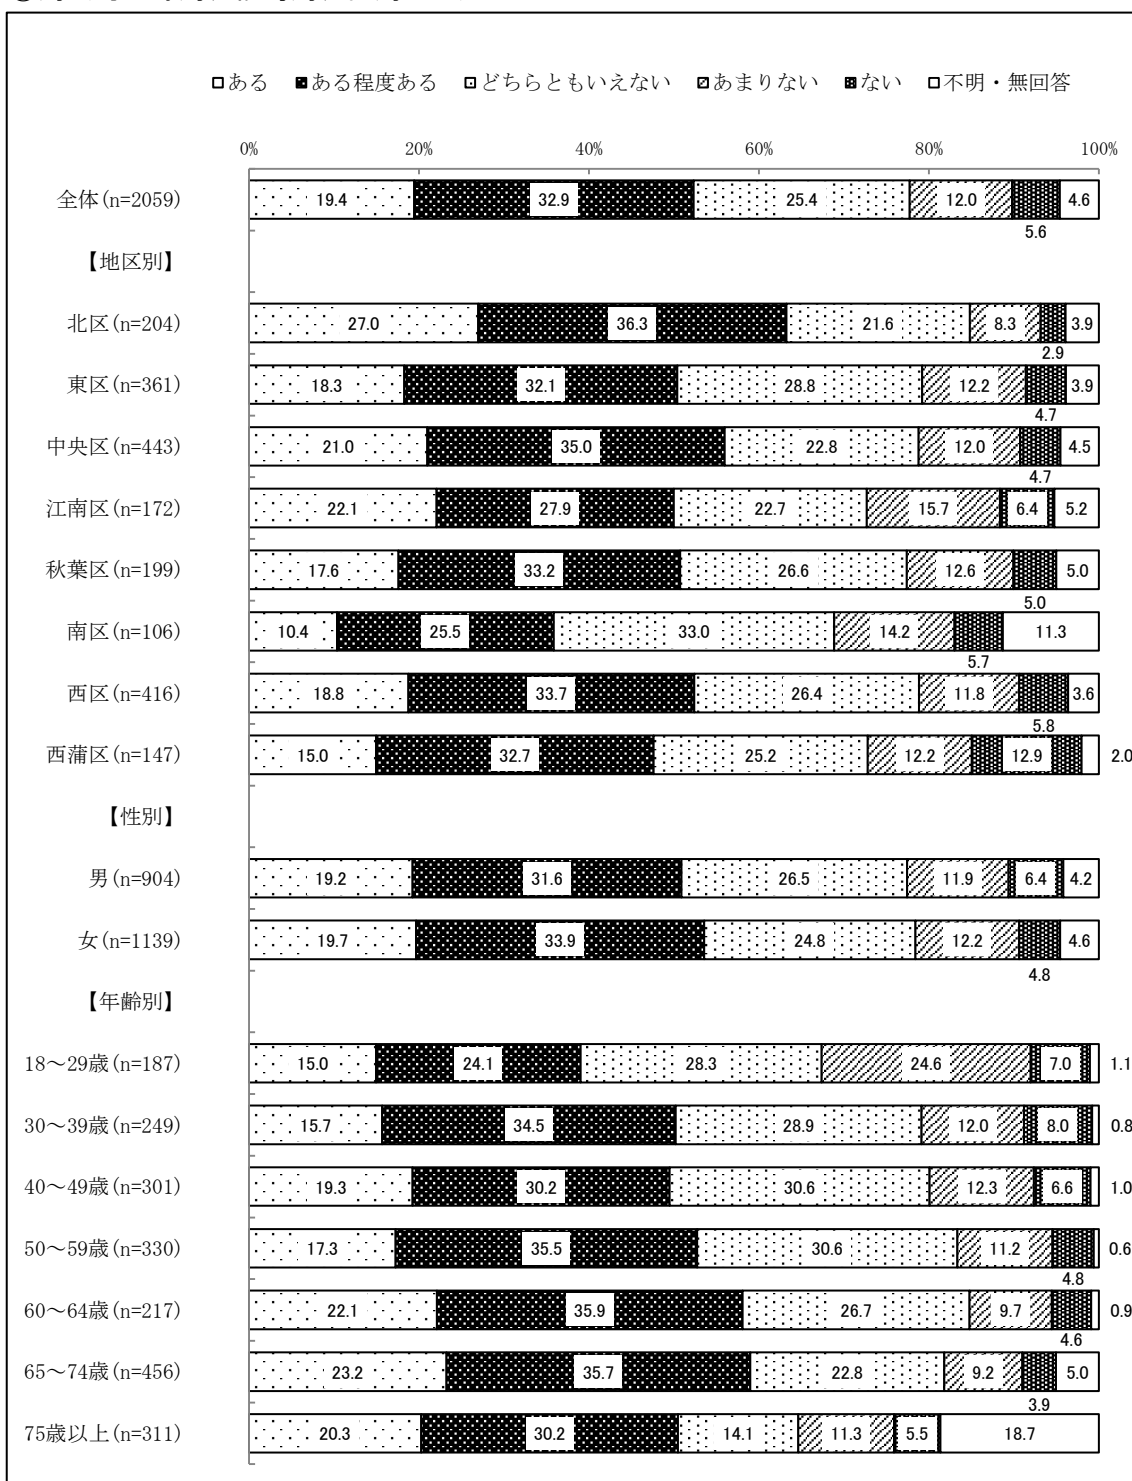 ある ある程度ある どちらともいえない あまりない ない 不明・無回答
0% 20% 40% 60% 80% 100%
全体(n=2059) 19.4 32.9 25.4 12.0 5.6 4.6
【地区別】
北区(n=204) 27.0 36.3 21.6 8.3 2.9 3.9
東区(n=361) 18.3 32.1 28.8 12.2 4.7 3.9
中央区(n=443) 21.0 35.0 22.8 12.0 4.7 4.5
江南区(n=172) 22.1 27.9 22.7 15.7 6.4 5.2
秋葉区(n=199) 17.6 33.2 26.6 12.6 5.0 5.0
南区(n=106) 10.4 25.5 33.0 14.2 5.7 11.3
西区(n=416) 18.8 33.7 26.4 11.8 5.8 3.6
西蒲区(n=147) 15.0 32.7 25.2 12.2 12.9 2.0
【性別】
男(n=904) 19.2 31.6 26.5 11.9 6.4 4.2
女(n=1139) 19.7 33.9 24.8 12.2 4.8 4.6
【年齢別】
18～29歳(n=187) 15.0 24.1 28.3 24.6 7.0 1.1
30～39歳(n=249) 15.7 34.5 28.9 12.0 8.0 0.8
40～49歳(n=301) 19.3 30.2 30.6 12.3 6.6 1.0
50～59歳(n=330) 17.3 35.5 30.6 11.2 4.8 0.6
60～64歳(n=217) 22.1 35.9 26.7 9.7 4.6 0.9
65～74歳(n=456) 23.2 35.7 22.8 9.2 3.9 5.0
75歳以上(n=311) 20.3 30.2 14.1 11.3 5.5 18.7